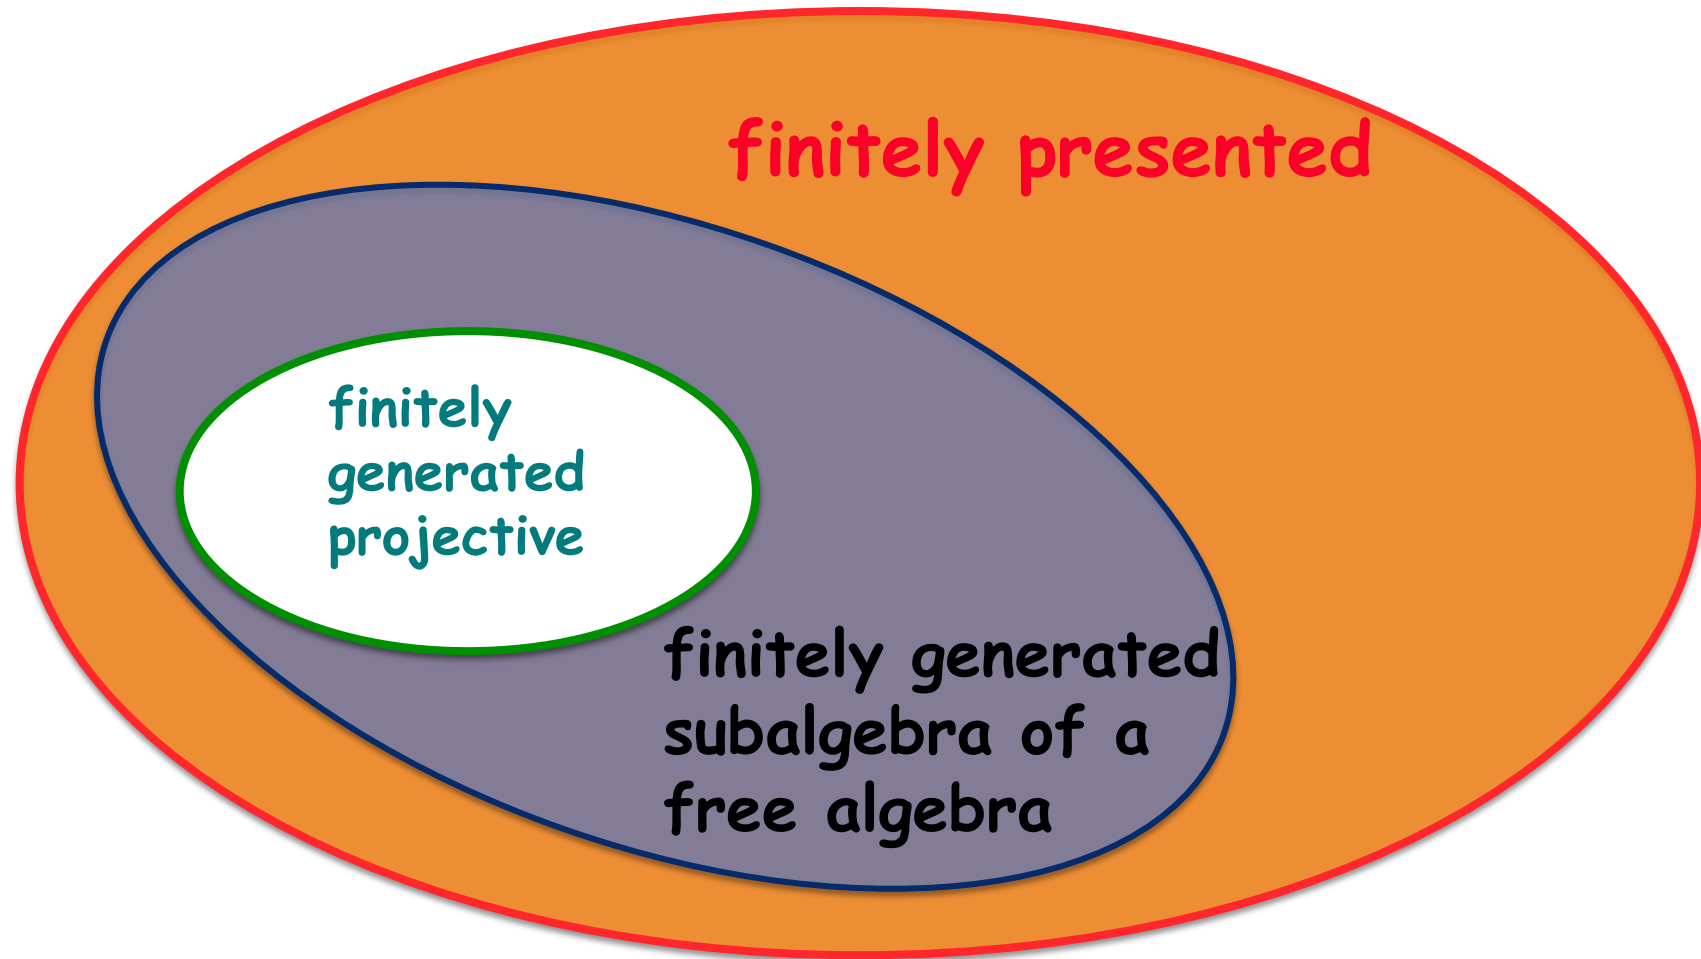 finitely presented
finitely
generated
projective
finitely generated
subalgebra of a
free algebra